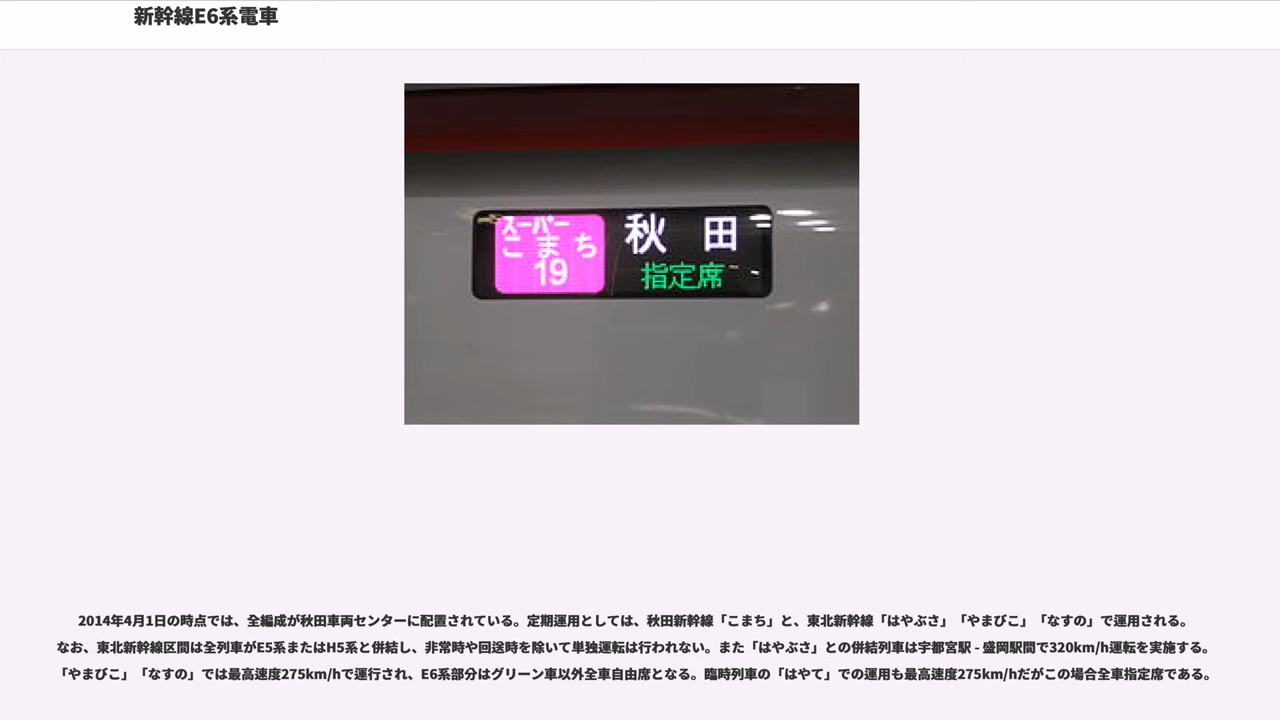 新幹線E6系電車
スーパー
こまち
19
秋田
指定席
2014年4月1日の時点では、全編成が秋田車両センターに配置されている。定期運用としては、秋田新幹線「こまち」と、東北新幹線「はやぶさ」「やまびこ」「なすの」で運用される。
なお、東北新幹線区間は全列車がE5系またはH5系と併結し、非常時や回送時を除いて単独運転は行われない。また「はやぶさ」との併結列車は宇都宮駅 - 盛岡駅間で320km/h運転を実施する。
「やまびこ」「なすの」では最高速度275km/hで運行され、E6系部分はグリーン車以外全車自由席となる。臨時列車の「はやて」での運用も最高速度275km/hだがこの場合全車指定席である。